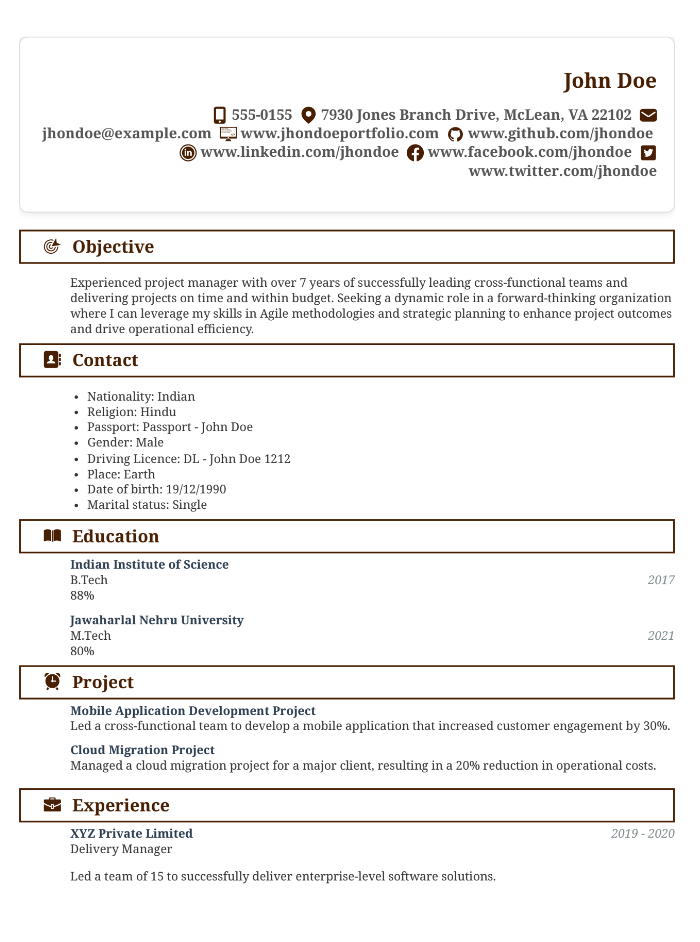 John Doe
555-0155 7930 Jones Branch Drive, McLean, VA 22102
jhondoe@example.com www.jhondoeportfolio.com www.github.com/jhondoe
www.linkedin.com/jhondoe www.facebook.com/jhondoe
www.twitter.com/jhondoe
Objective
Experienced project manager with over 7 years of successfully leading cross-functional teams and
delivering projects on time and within budget. Seeking a dynamic role in a forward-thinking organization
where I can leverage my skills in Agile methodologies and strategic planning to enhance project outcomes
and drive operational efficiency.
Contact
• Nationality: Indian
• Religion: Hindu
• Passport: Passport - John Doe
• Gender: Male
• Driving Licence: DL - John Doe 1212
• Place: Earth
• Date of birth: 19/12/1990
• Marital status: Single
Education
Indian Institute of Science
B.Tech 2017
88%
Jawaharlal Nehru University
M.Tech 2021
80%
Project
Mobile Application Development Project
Led a cross-functional team to develop a mobile application that increased customer engagement by 30%.
Cloud Migration Project
Managed a cloud migration project for a major client, resulting in a 20% reduction in operational costs.
Experience
XYZ Private Limited 2019 - 2020
Delivery Manager
Led a team of 15 to successfully deliver enterprise-level software solutions.